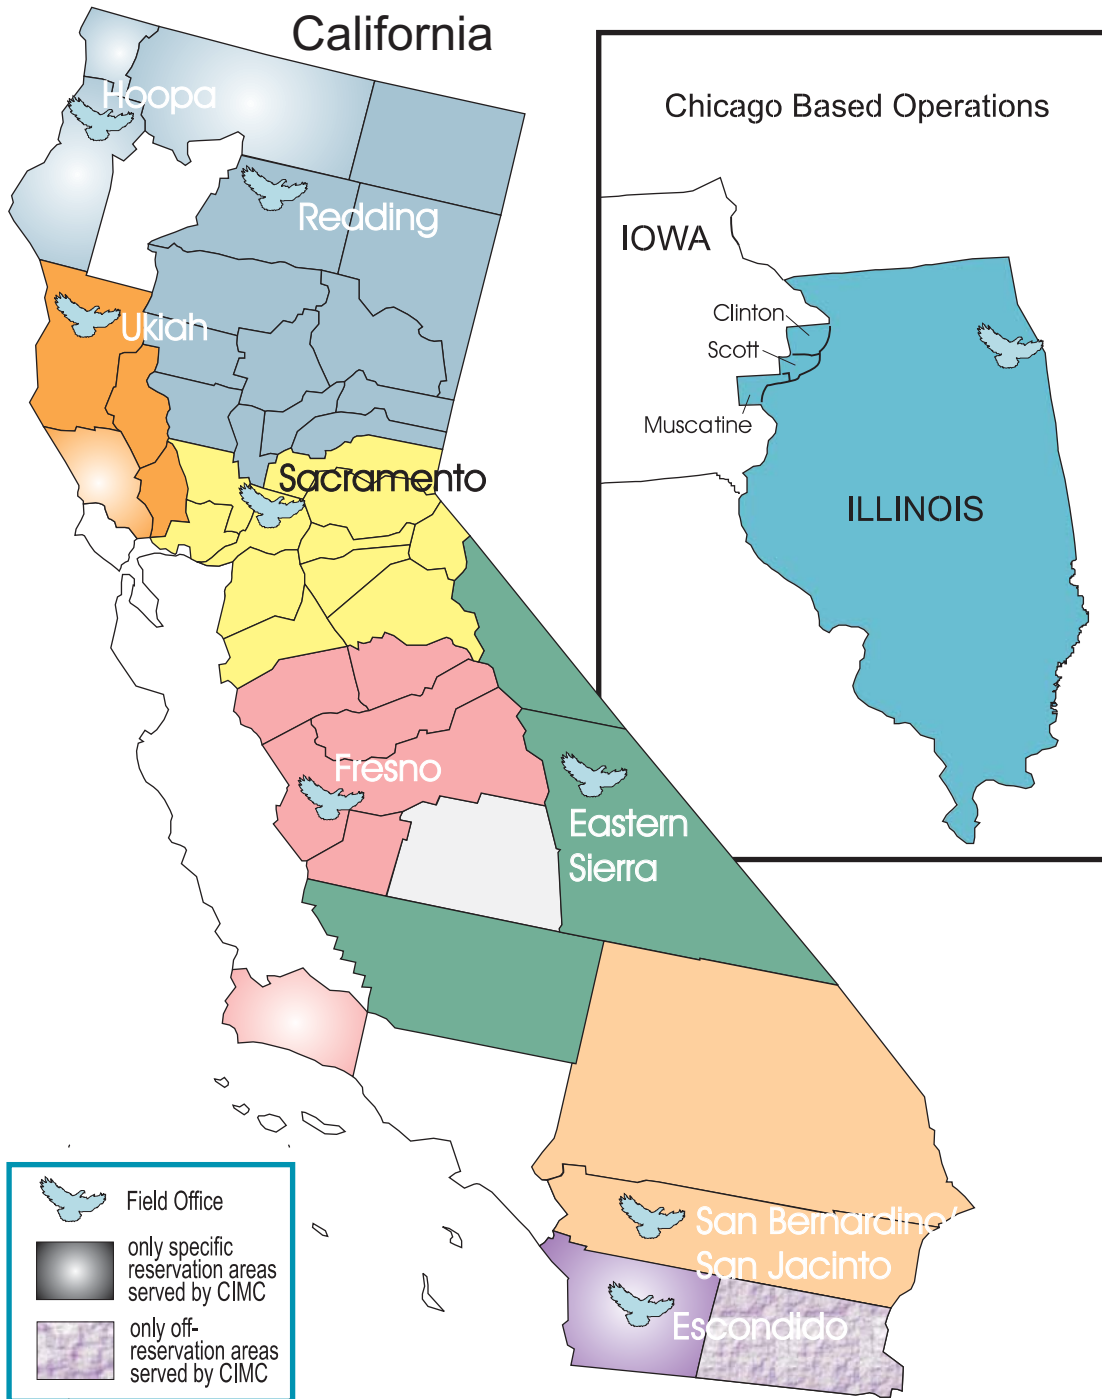 California
Hoopa
Redding
Ukiah
Sacramento
Fresno
Eastern
Sierra
San Bernardino/
San Jacinto
Escondido
Chicago Based Operations
IOWA
Clinton
Scott
Muscatine
ILLINOIS
Field Office
only specific
reservation areas
served by CIMC
only off-
reservation areas
served by CIMC